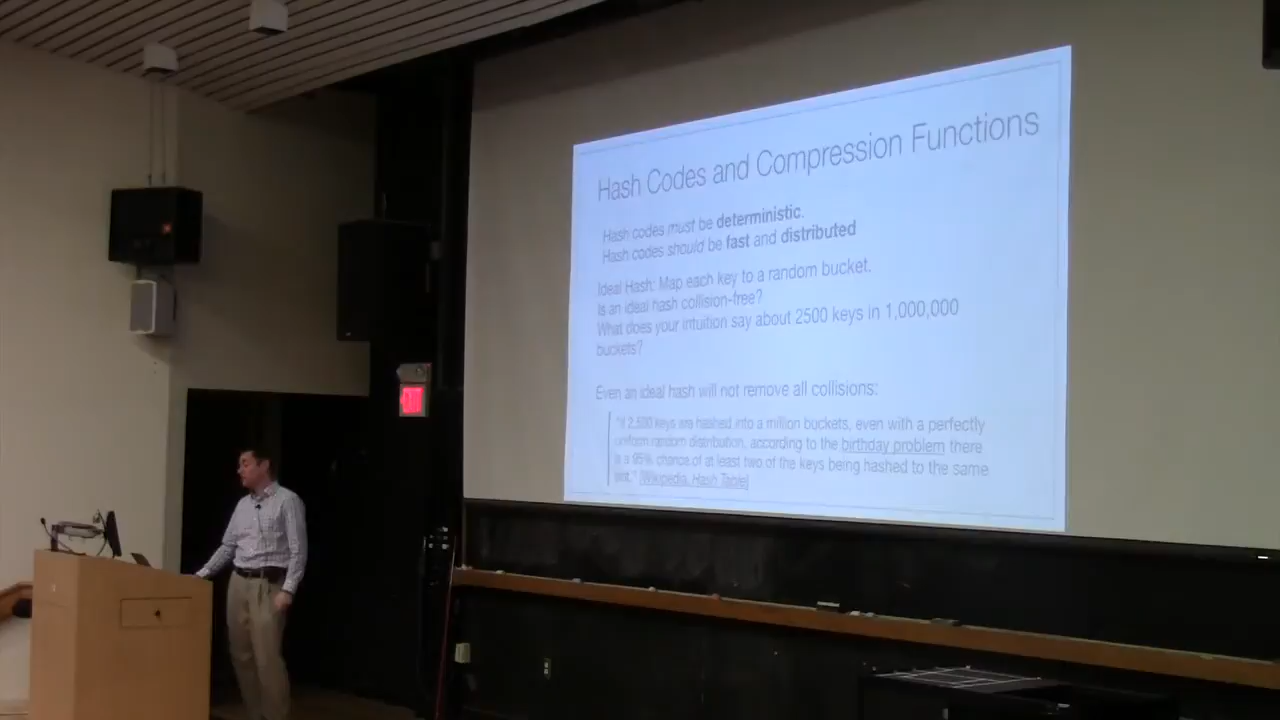 Hash Codes and Compression Functions
Hash codes must be deterministic.
Hash codes should be fast and distributed
Ideal Hash: Map each key to a random bucket.
Is an ideal hash collision-free?
What does your intuition say about 2500 keys in 1,000,000
buckets?
Even an ideal hash will not remove all collisions:
"If 2,500 keys are hashed into a million buckets, even with a perfectly
uniform random distribution, according to the birthday problem there
is a 95% chance of at least two of the keys being hashed to the same
slot." [Wikipedia, Hash Table]